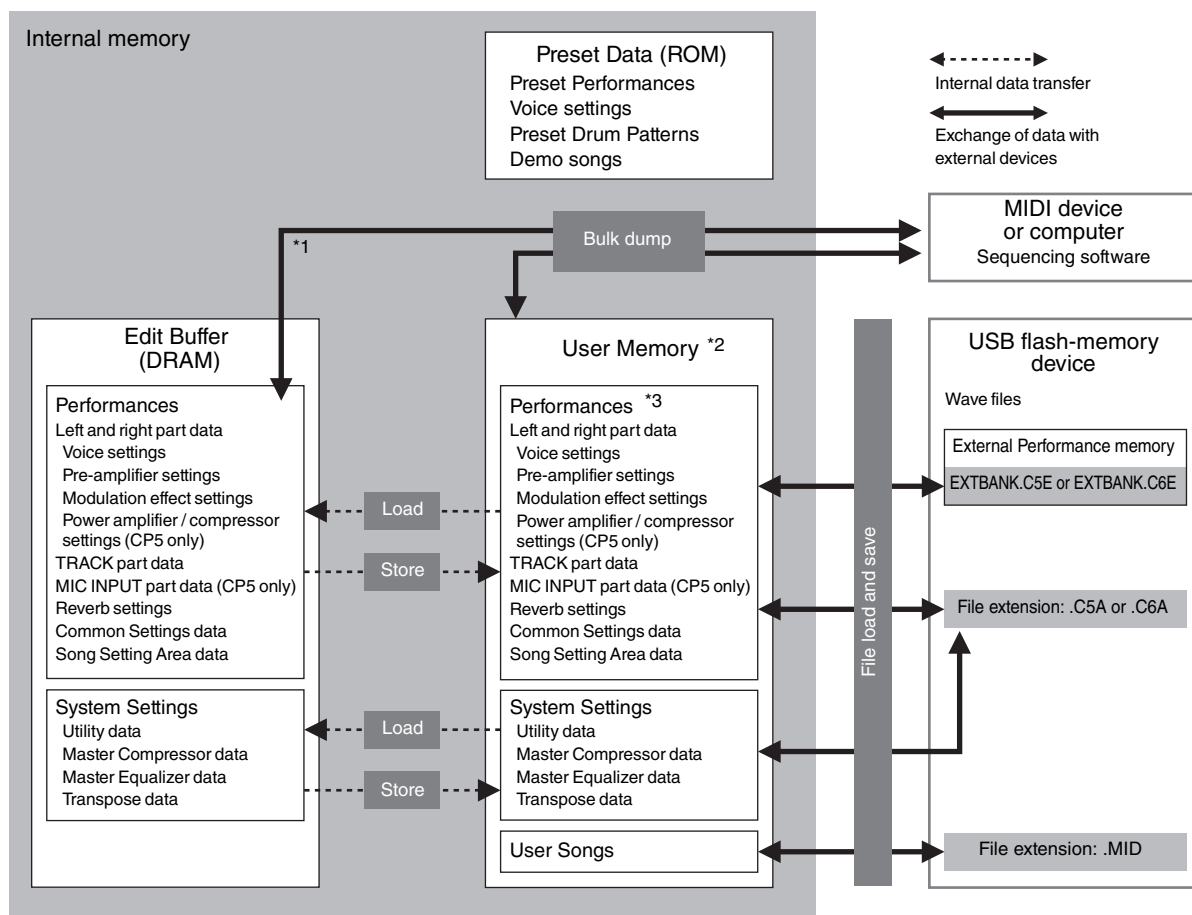 Internal memory
Preset Data (ROM)
Preset Performances
Voice settings
Preset Drum Patterns
Demo songs
Internal data transfer
Exchange of data with
external devices
*1
Bulk dump
MIDI device
or computer
Sequencing software
Edit Buffer
(DRAM)
Performances
Left and right part data
Voice settings
Pre-amplifier settings
Modulation effect settings
Power amplifier / compressor
settings (CP5 only)
TRACK part data
MIC INPUT part data (CP5 only)
Reverb settings
Common Settings data
Song Setting Area data
System Settings
Utility data
Master Compressor data
Master Equalizer data
Transpose data
Load
Store
Load
Store
User Memory *2
Performances *3
Left and right part data
Voice settings
Pre-amplifier settings
Modulation effect settings
Power amplifier / compressor
settings (CP5 only)
TRACK part data
MIC INPUT part data (CP5 only)
Reverb settings
Common Settings data
Song Setting Area data
System Settings
Utility data
Master Compressor data
Master Equalizer data
Transpose data
User Songs
File load and save
USB flash-memory
device
Wave files
External Performance memory
EXTBANK.C5E or EXTBANK.C6E
File extension: .C5A or .C6A
File extension: .MID